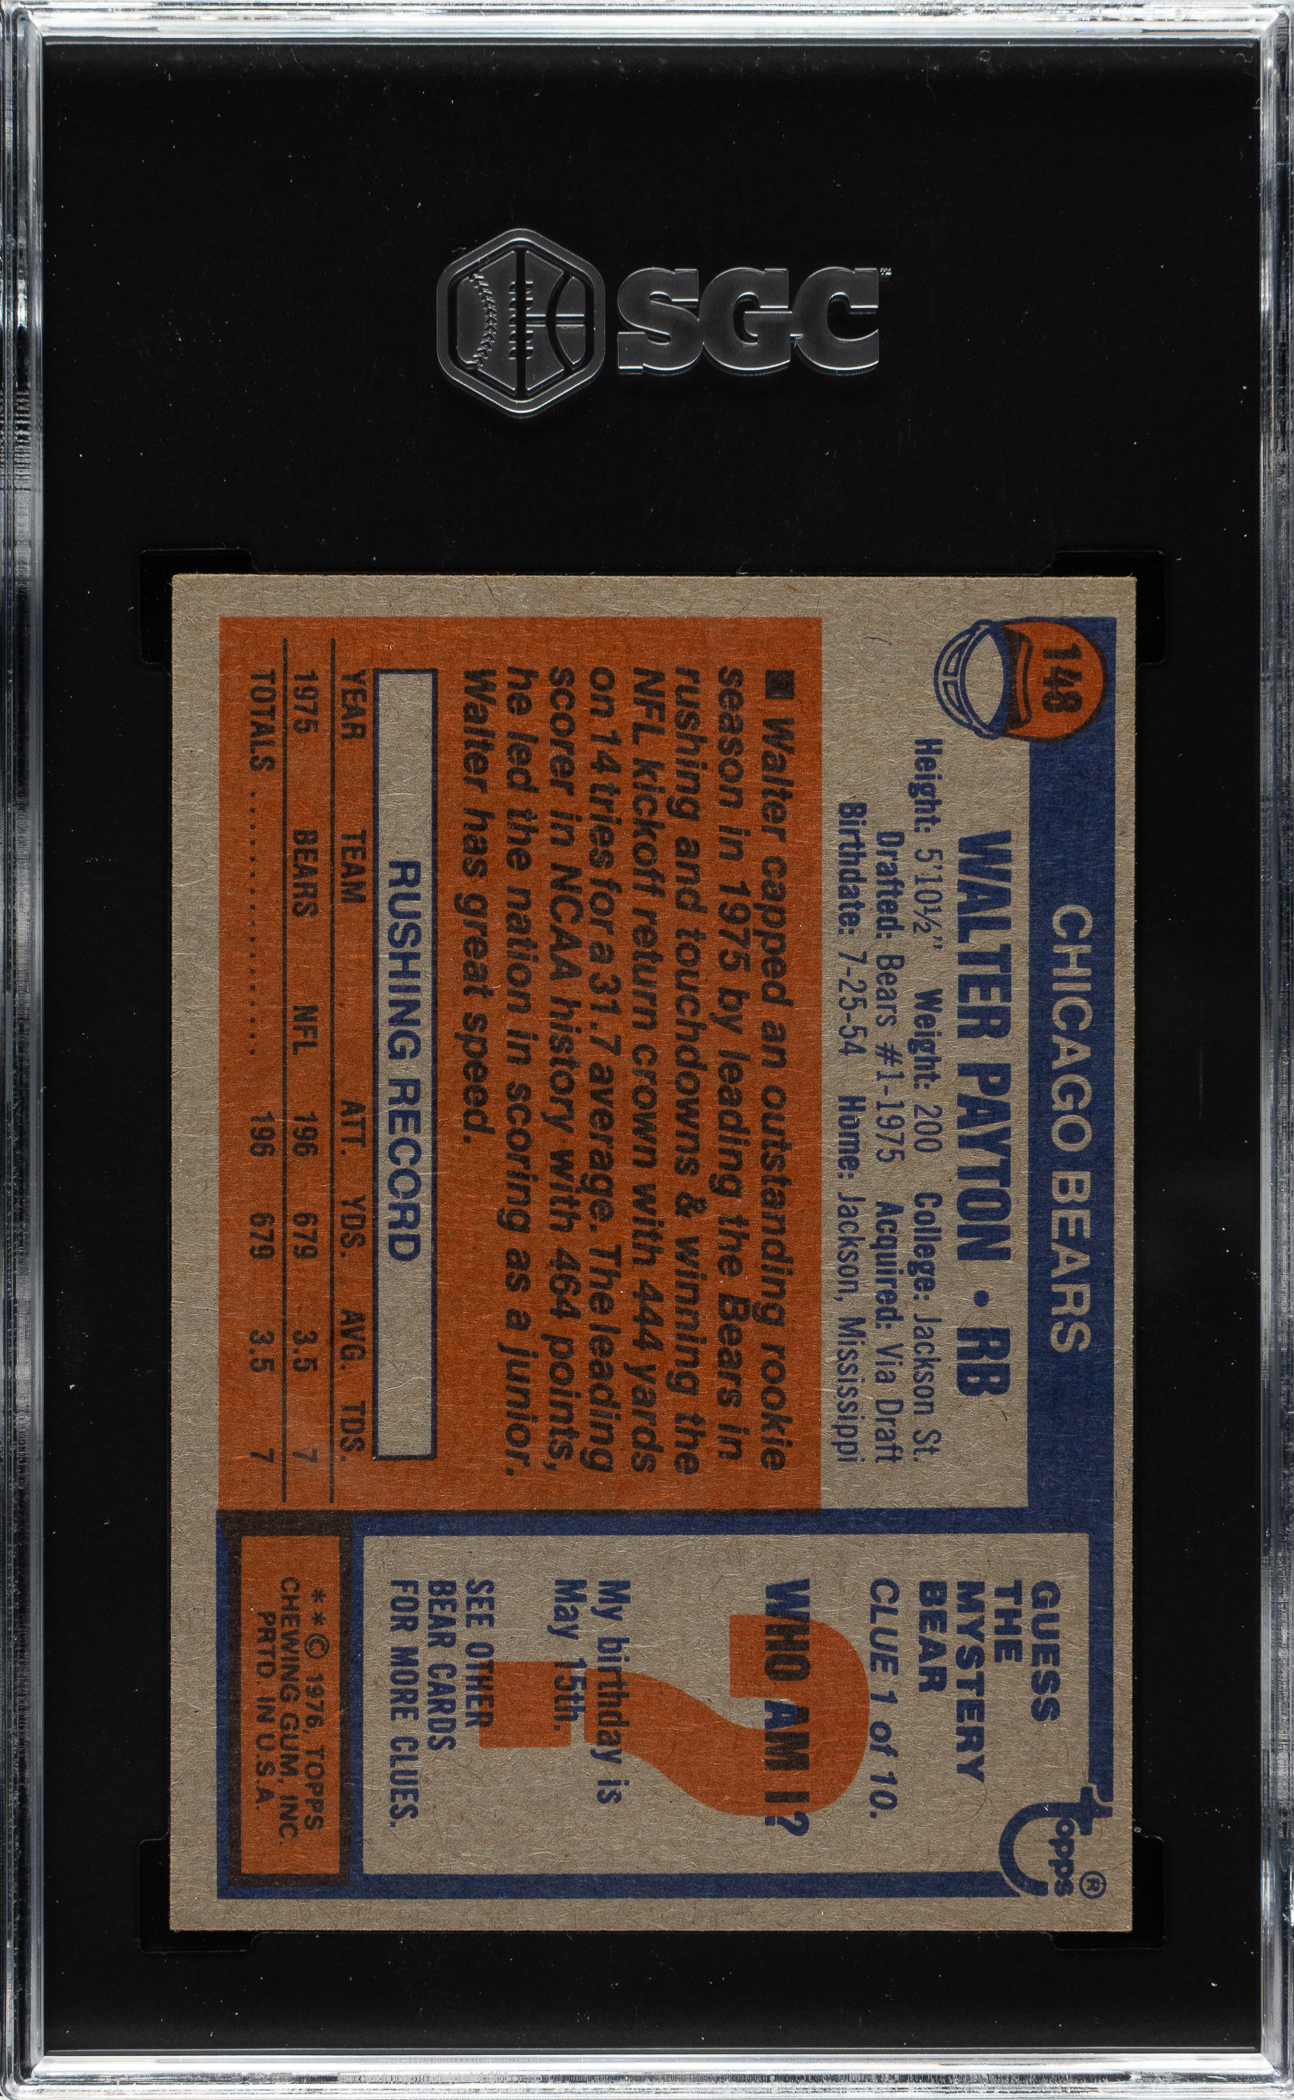 SGC™
148
CHICAGO BEARS
WALTER PAYTON • RB
Height: 5'10½" Weight: 200 College: Jackson St.
Drafted: Bears #1-1975 Acquired: Via Draft
Birthdate: 7-25-54 Home: Jackson, Mississippi
■ Walter capped an outstanding rookie
season in 1975 by leading the Bears in
rushing and touchdowns & winning the
NFL kickoff return crown with 444 yards
on 14 tries for a 31.7 average. The leading
scorer in NCAA history with 464 points,
he led the nation in scoring as a junior.
Walter has great speed.
RUSHING RECORD
YEAR TEAM ATT. YDS. AVG. TDS.
1975 BEARS NFL 196 679 3.5 7
TOTALS .................... 196 679 3.5 7
Topps®
GUESS
THE
MYSTERY
BEAR
CLUE 1 of 10.
?
WHO AM I?
My birthday is
May 15th.
SEE OTHER
BEAR CARDS
FOR MORE CLUES.
**© 1976, TOPPS
CHEWING GUM, INC.
PRTD. IN U.S.A.